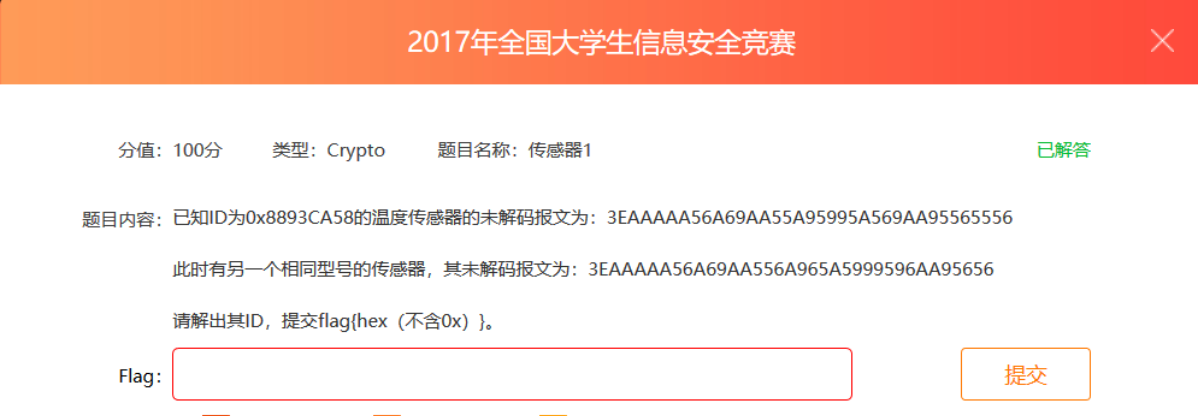 2017年全国大学生信息安全竞赛
分值：100分 类型：Crypto 题目名称：传感器1 已解答
题目内容：已知ID为0x8893CA58的温度传感器的未解码报文为：3EAAAAA56A69AA55A95995A569AA95565556
此时有另一个相同型号的传感器，其未解码报文为：3EAAAAA56A69AA556A965A5999596AA95656
请解出其ID，提交flag{hex（不含0x）}。
Flag：
提交